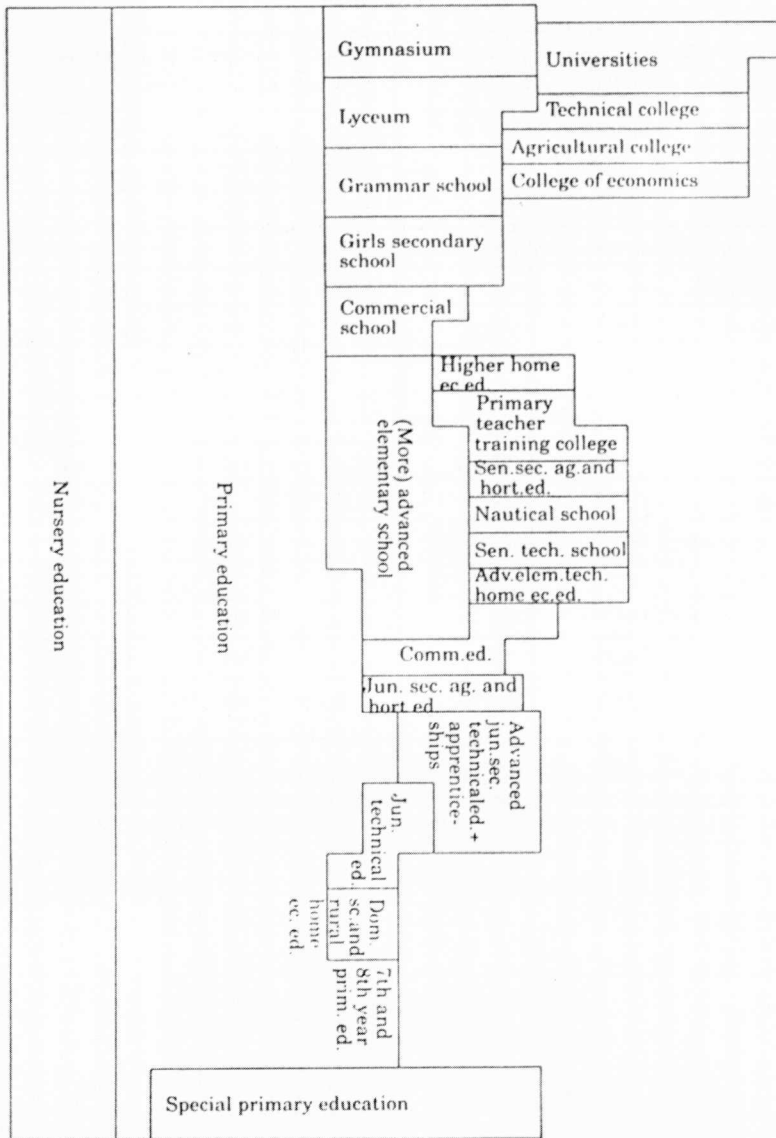 Nursery education
Primary education
Gymnasium
Universities
Lyceum
Technical college
Agricultural college
Grammar school
College of economics
Girls secondary
school
Commercial
school
(More) advanced
elementary school
Higher home
ec.ed.
Primary
teacher
training college
Sen.sec. ag.and
hort.ed.
Nautical school
Sen. tech. school
Adv.elem.tech.
home ec.ed.
Comm.ed.
Jun. sec. ag. and
hort ed.
Advanced
jun.sec.
technicaled.+
apprentice-
ships
Jun.
technical
ed.
Dom.
sc.and
rural
home
ec. ed.
7th and
8th year
prim. ed.
Special primary education